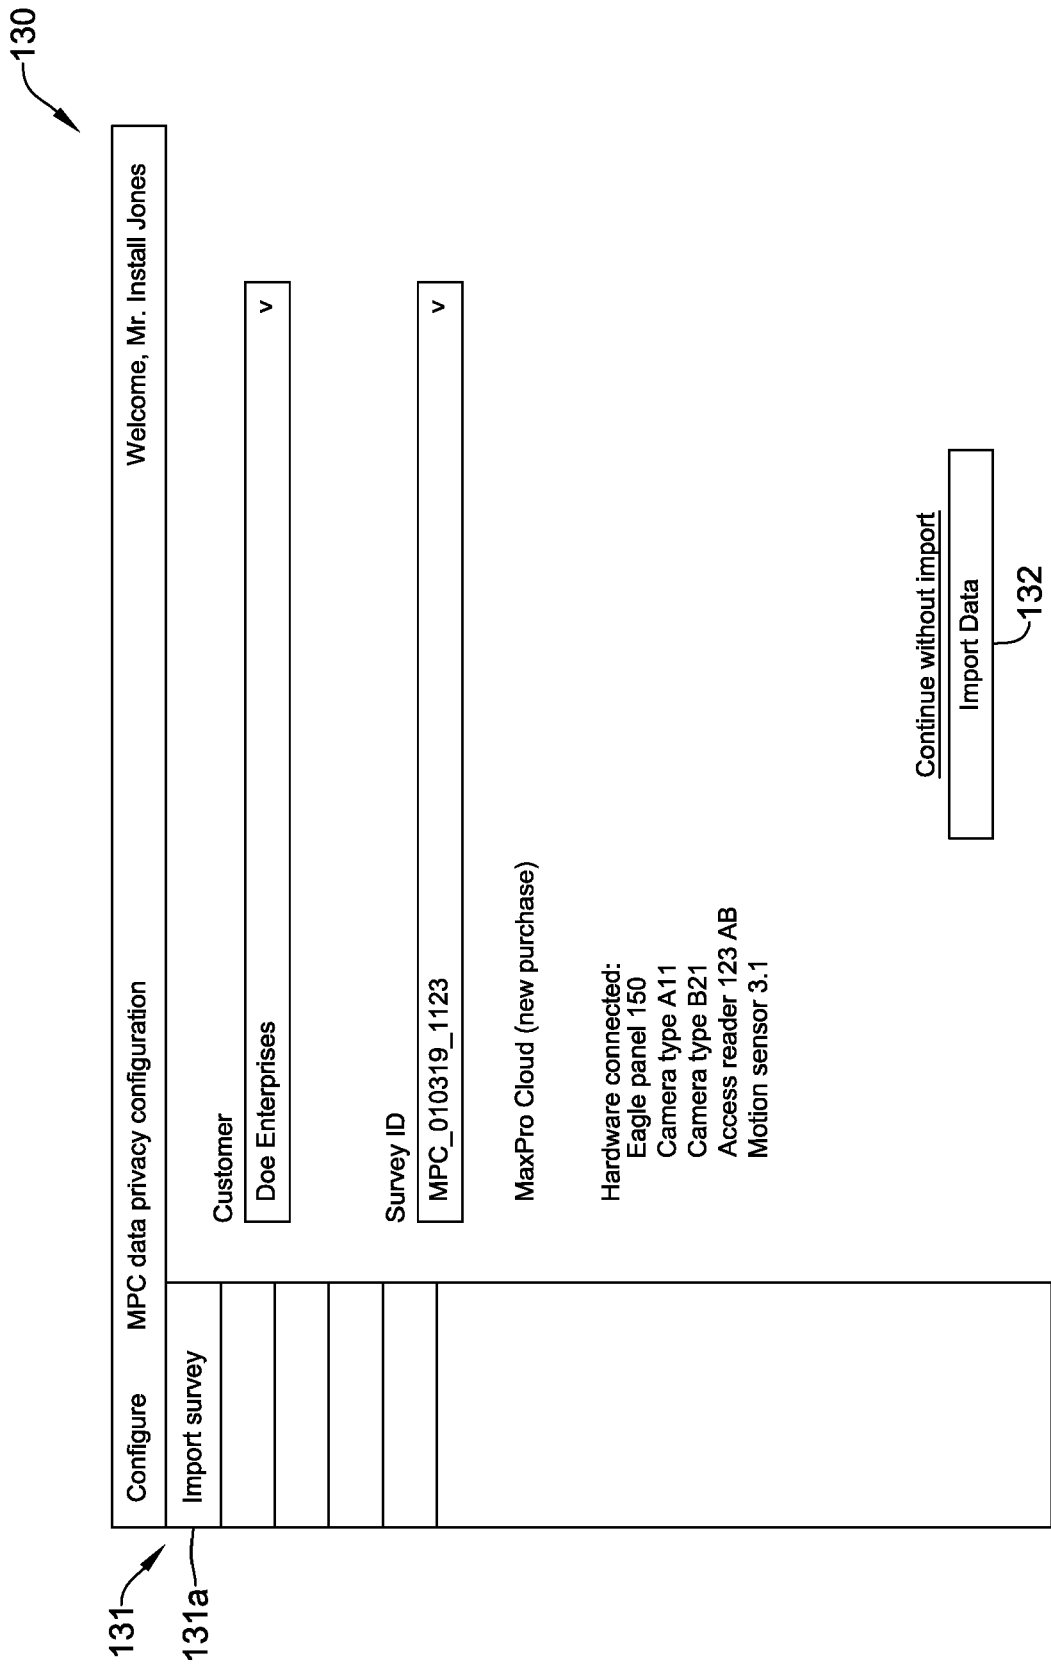 130
Configure MPC data privacy configuration Welcome, Mr. Install Jones
131
131a
Import survey
Customer
Doe Enterprises v
Survey ID
MPC_010319_1123 v
MaxPro Cloud (new purchase)
Hardware connected:
Eagle panel 150
Camera type A11
Camera type B21
Access reader 123 AB
Motion sensor 3.1
Continue without import
Import Data
132